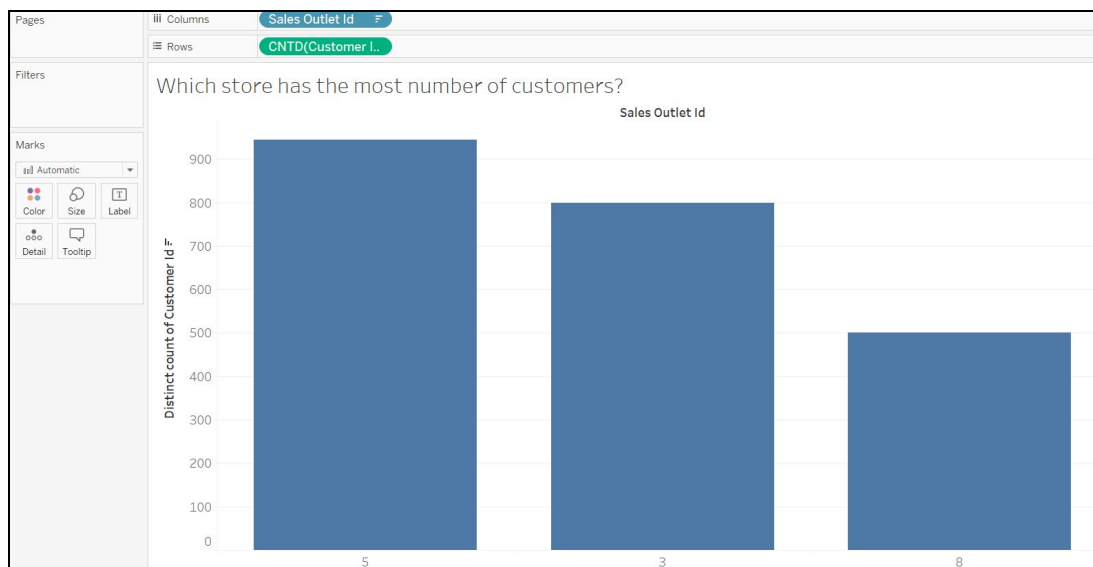 Pages
Columns
Sales Outlet Id
Rows
CNTD(Customer I..
Filters
Which store has the most number of customers?
Sales Outlet Id
Marks
Automatic
Color
Size
T
Label
Detail
Tooltip
Distinct count of Customer Id
900
800
700
600
500
400
300
200
100
0
5
3
8